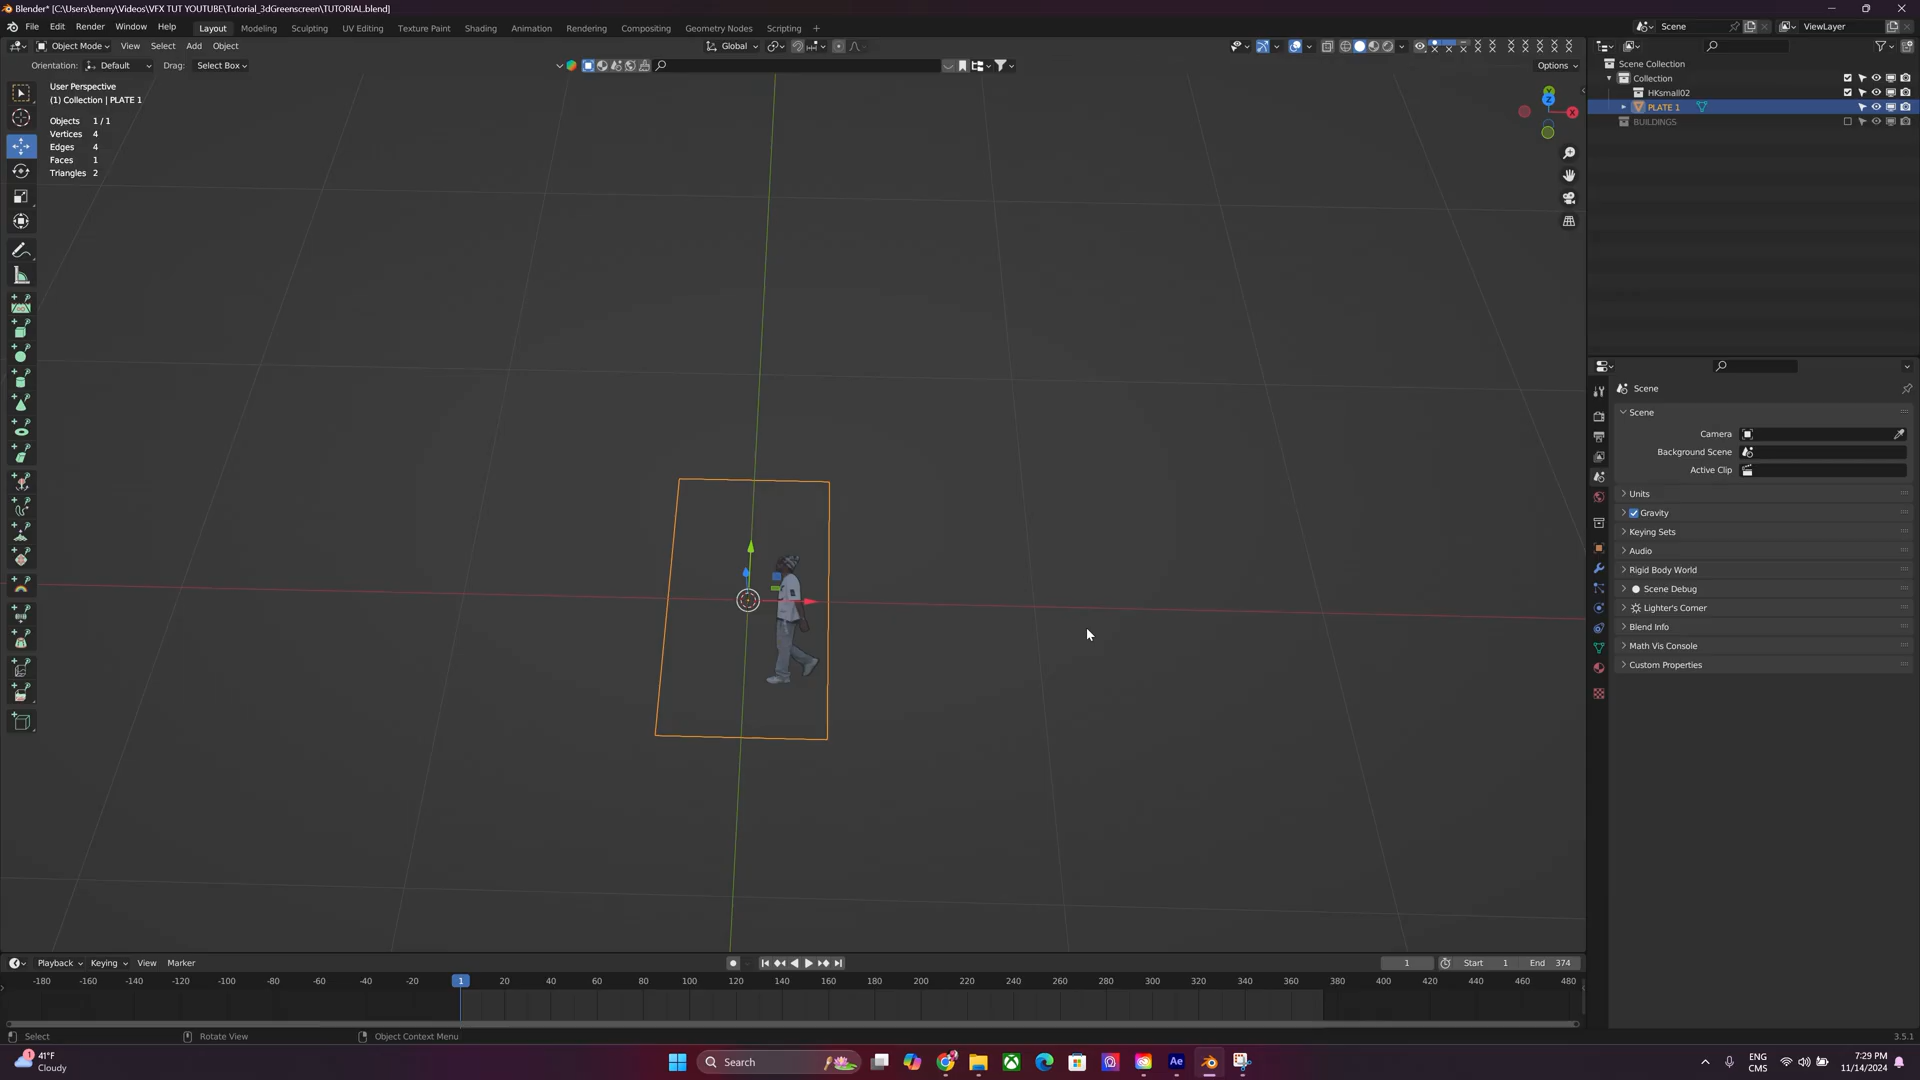 Blender* [C:\Users\benny\Videos\VFX TUT YOUTUBE\Tutorial_3dGreenscreen\TUTORIAL.blend]
File Edit Render Window Help Layout Modeling Sculpting UV Editing Texture Paint Shading Animation Rendering Compositing Geometry Nodes Scripting + Scene ViewLayer
Object Mode View Select Add Object Global
Orientation: Default Drag: Select Box Options
User Perspective
(1) Collection | PLATE 1
Objects 1 / 1
Vertices 4
Edges 4
Faces 1
Triangles 2
Y
Z
X
Scene Collection
Collection
HKsmall02
PLATE 1
BUILDINGS
Scene
Scene
Camera
Background Scene
Active Clip
Units
Gravity
Keying Sets
Audio
Rigid Body World
Scene Debug
Lighter's Corner
Blend Info
Math Vis Console
Custom Properties
Playback Keying View Marker 1 Start 1 End 374
-180 -160 -140 -120 -100 -80 -60 -40 -20 1 20 40 60 80 100 120 140 160 180 200 220 240 260 280 300 320 340 360 380 400 420 440 460 480
Select Rotate View Object Context Menu 3.5.1
1 41°F
Cloudy
Search
Ae
ENG
CMS
7:29 PM
11/14/2024